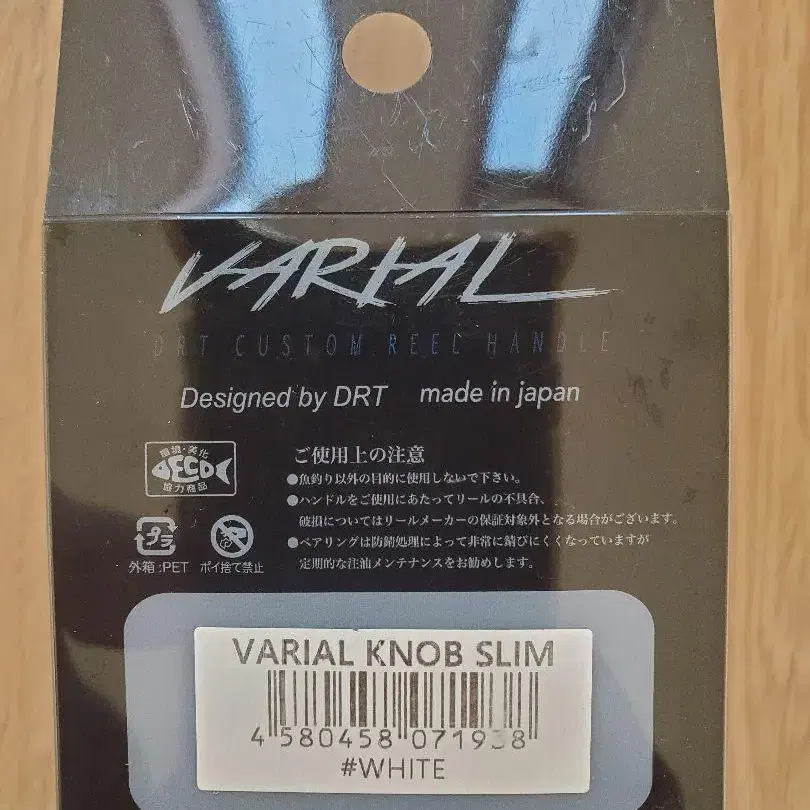 VARIAL
DRT CUSTOM REEL HANDLE
Designed by DRT made in japan
環境・美化
ECO
協力商品
外箱:PET
ポイ捨て禁止
ご使用上の注意
●魚釣り以外の目的に使用しないで下さい。
●ハンドルをご使用にあたってリールの不具合、
破損についてはリールメーカーの保証対象外となる場合がございます。
●ベアリングは防錆処理によって非常に錆びにくくなっていますが
定期的な注油メンテナンスをお勧めします。
VARIAL KNOB SLIM
4 580458 071938
#WHITE